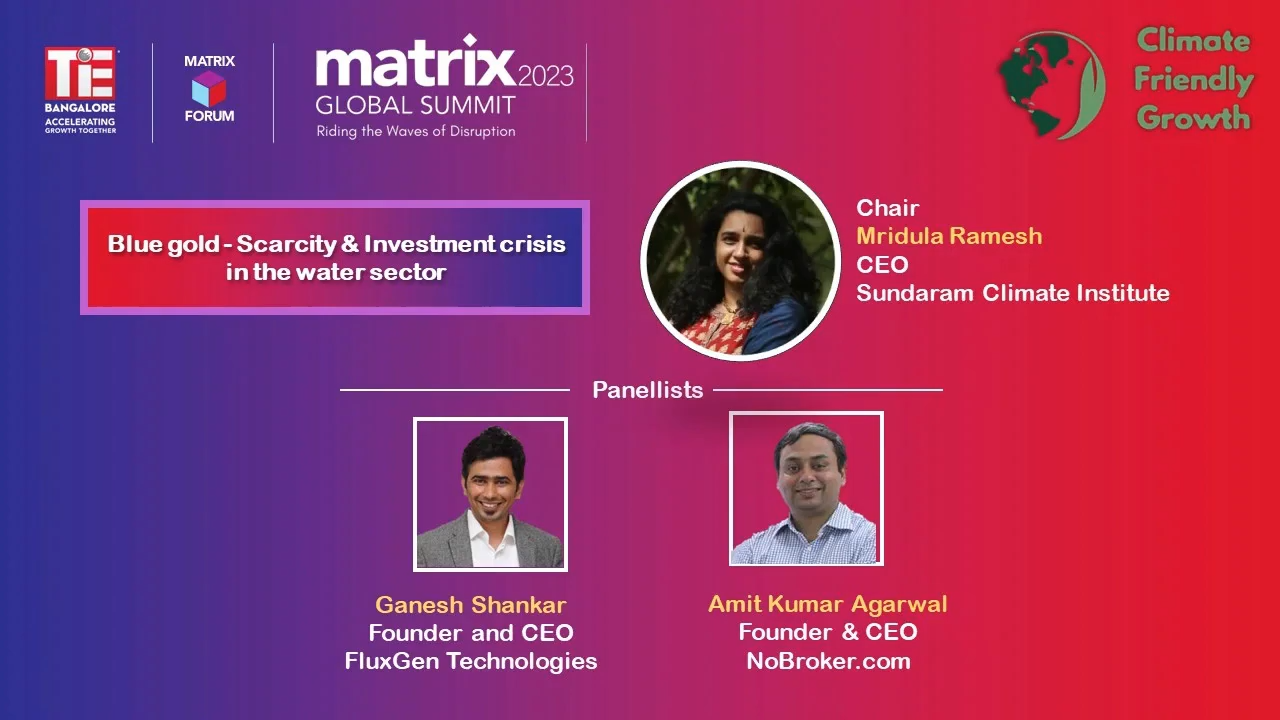 TiE
BANGALORE
ACCELERATING
GROWTH TOGETHER
MATRIX
FORUM
matrix 2023
GLOBAL SUMMIT
Riding the Waves of Disruption
Climate
Friendly
Growth
Blue gold - Scarcity & Investment crisis
in the water sector
Chair
Mridula Ramesh
CEO
Sundaram Climate Institute
Panellists
Ganesh Shankar
Founder and CEO
FluxGen Technologies
Amit Kumar Agarwal
Founder & CEO
NoBroker.com